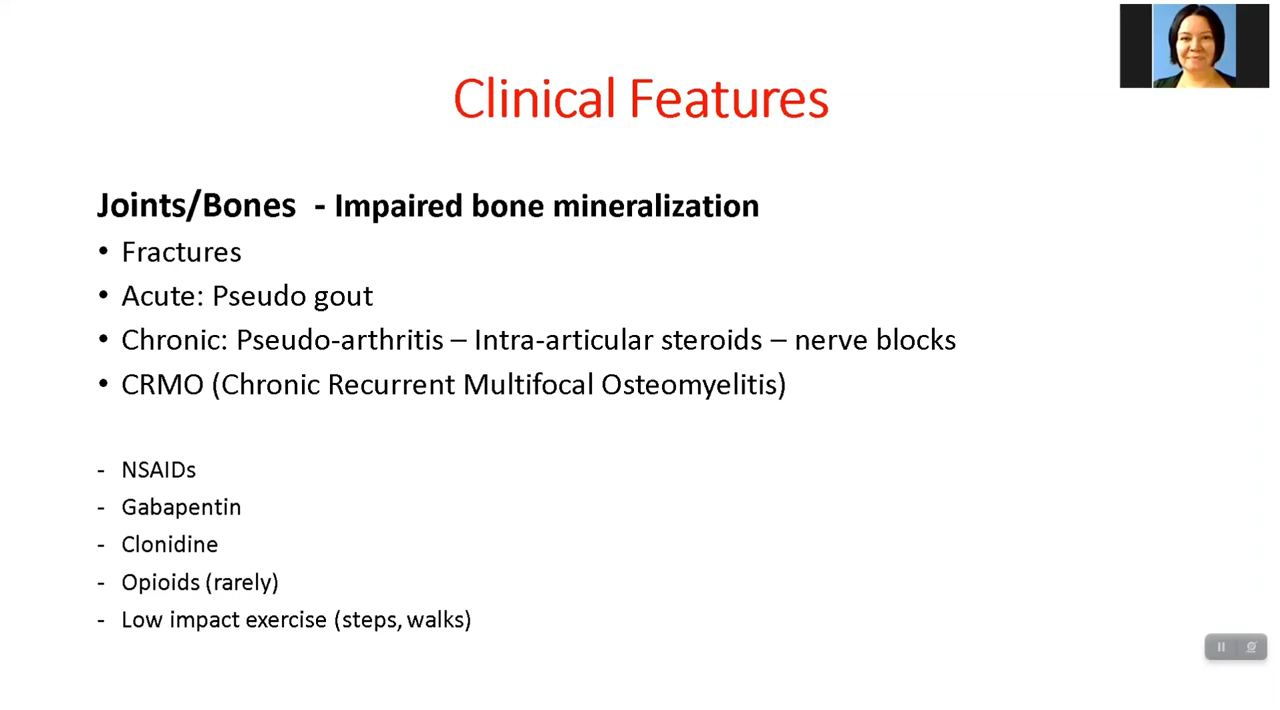 Clinical Features
Joints/Bones - Impaired bone mineralization
• Fractures
• Acute: Pseudo gout
• Chronic: Pseudo-arthritis – Intra-articular steroids – nerve blocks
• CRMO (Chronic Recurrent Multifocal Osteomyelitis)
- NSAIDs
- Gabapentin
- Clonidine
- Opioids (rarely)
- Low impact exercise (steps, walks)